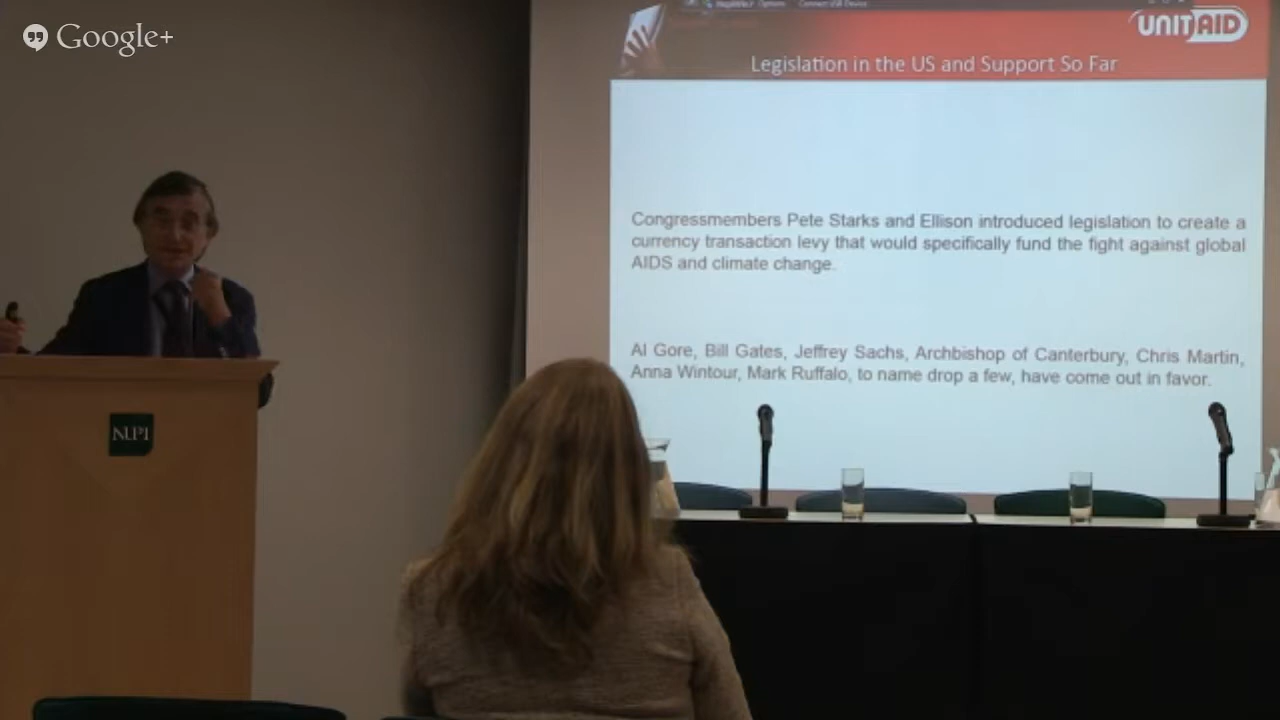 Google+
UNITAID
Legislation in the US and Support So Far
Congressmembers Pete Starks and Ellison introduced legislation to create a
currency transaction levy that would specifically fund the fight against global
AIDS and climate change.
Al Gore, Bill Gates, Jeffrey Sachs, Archbishop of Canterbury, Chris Martin,
Anna Wintour, Mark Ruffalo, to name drop a few, have come out in favor.